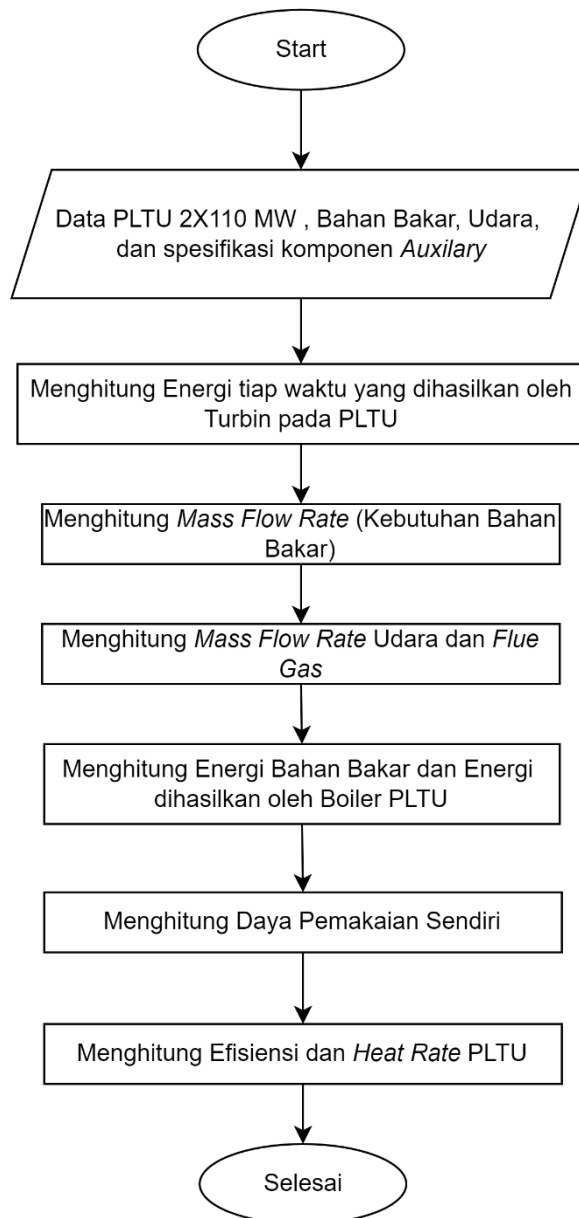 Start
Data PLTU 2X110 MW , Bahan Bakar, Udara,
dan spesifikasi komponen Auxilary
Menghitung Energi tiap waktu yang dihasilkan oleh
Turbin pada PLTU
Menghitung Mass Flow Rate (Kebutuhan Bahan
Bakar)
Menghitung Mass Flow Rate Udara dan Flue
Gas
Menghitung Energi Bahan Bakar dan Energi
dihasilkan oleh Boiler PLTU
Menghitung Daya Pemakaian Sendiri
Menghitung Efisiensi dan Heat Rate PLTU
Selesai